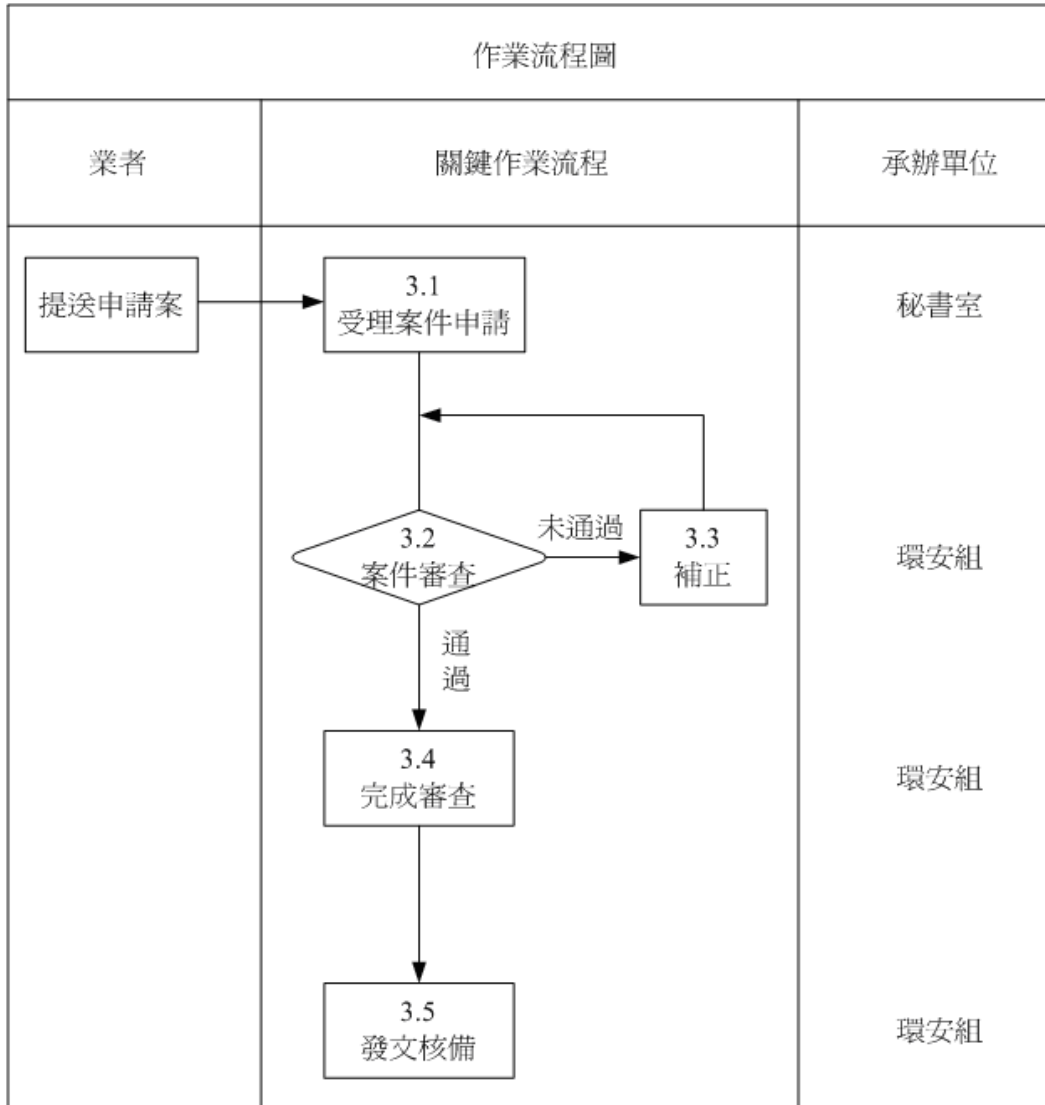 作業流程圖
業者
關鍵作業流程
承辦單位
提送申請案
3.1
受理案件申請
秘書室
3.2
案件審查
未通過
3.3
補正
環安組
通
過
3.4
完成審查
環安組
3.5
發文核備
環安組